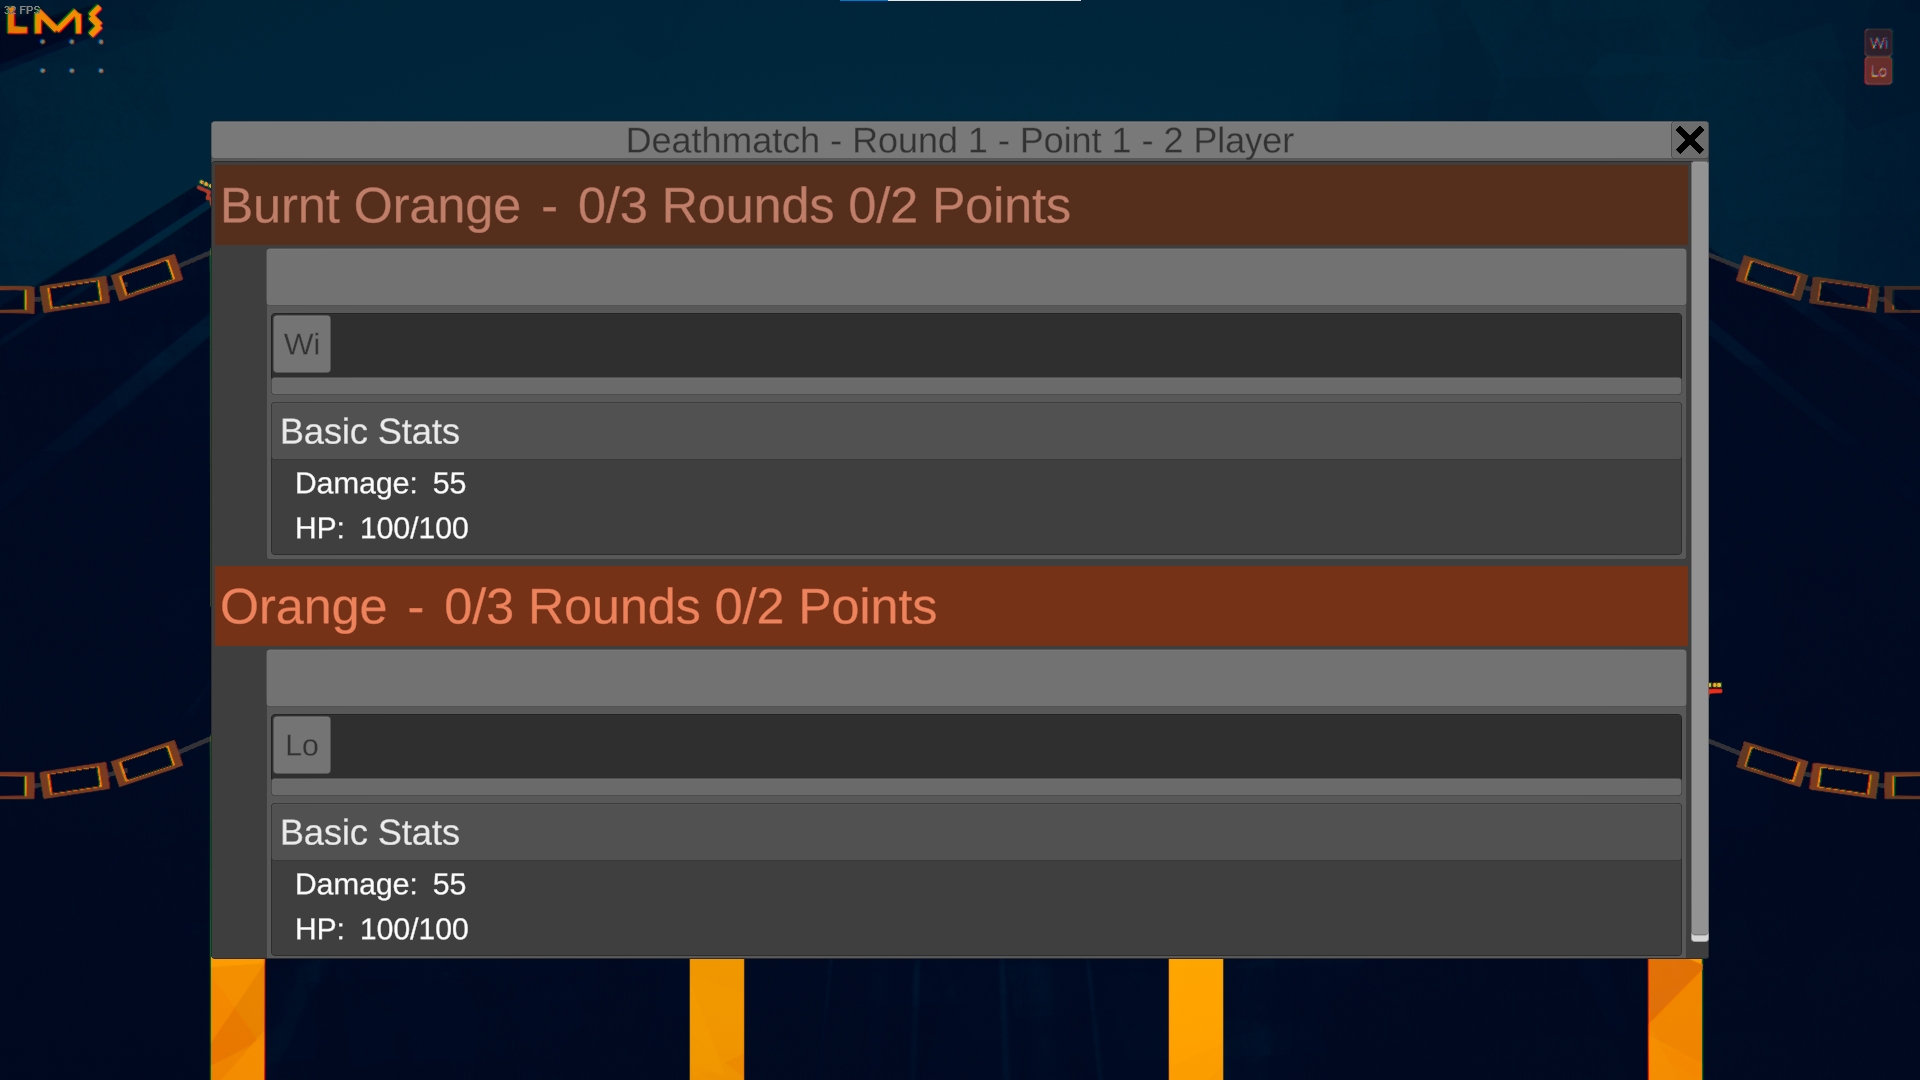 32 FPS
LMS
Wi
Lo
Deathmatch - Round 1 - Point 1 - 2 Player
Burnt Orange - 0/3 Rounds 0/2 Points
Wi
Basic Stats
Damage: 55
HP: 100/100
Orange - 0/3 Rounds 0/2 Points
Lo
Basic Stats
Damage: 55
HP: 100/100